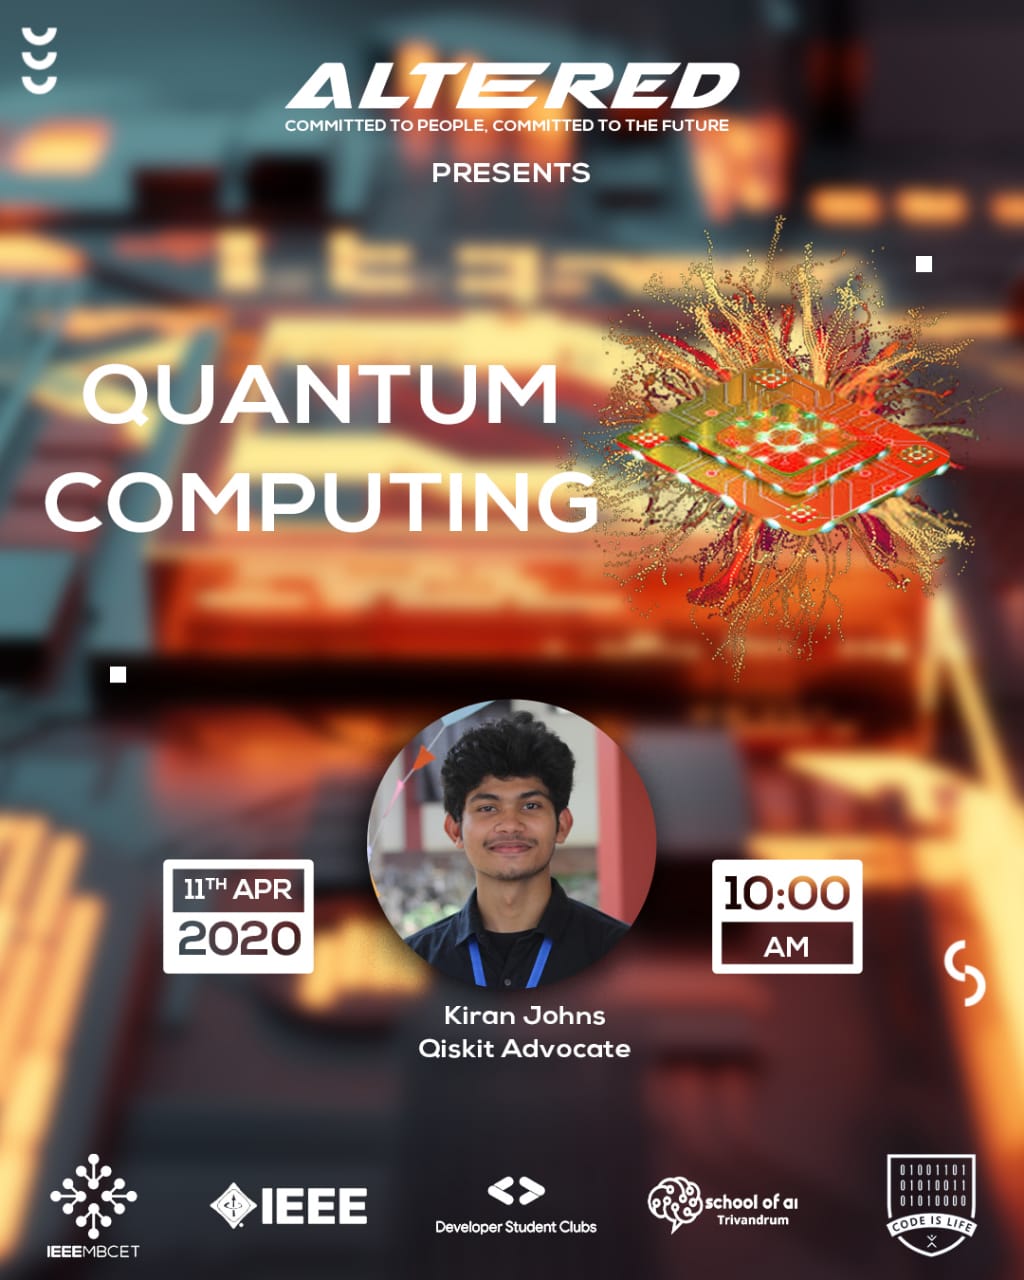 ALTERED
COMMITTED TO PEOPLE, COMMITTED TO THE FUTURE
PRESENTS
QUANTUM
COMPUTING
11TH APR
2020
10:00
AM
Kiran Johns
Qiskit Advocate
IEEEMBCET
IEEE
Developer Student Clubs
school of ai
Trivandrum
01001101
01010011
01010000
CODE IS LIFE